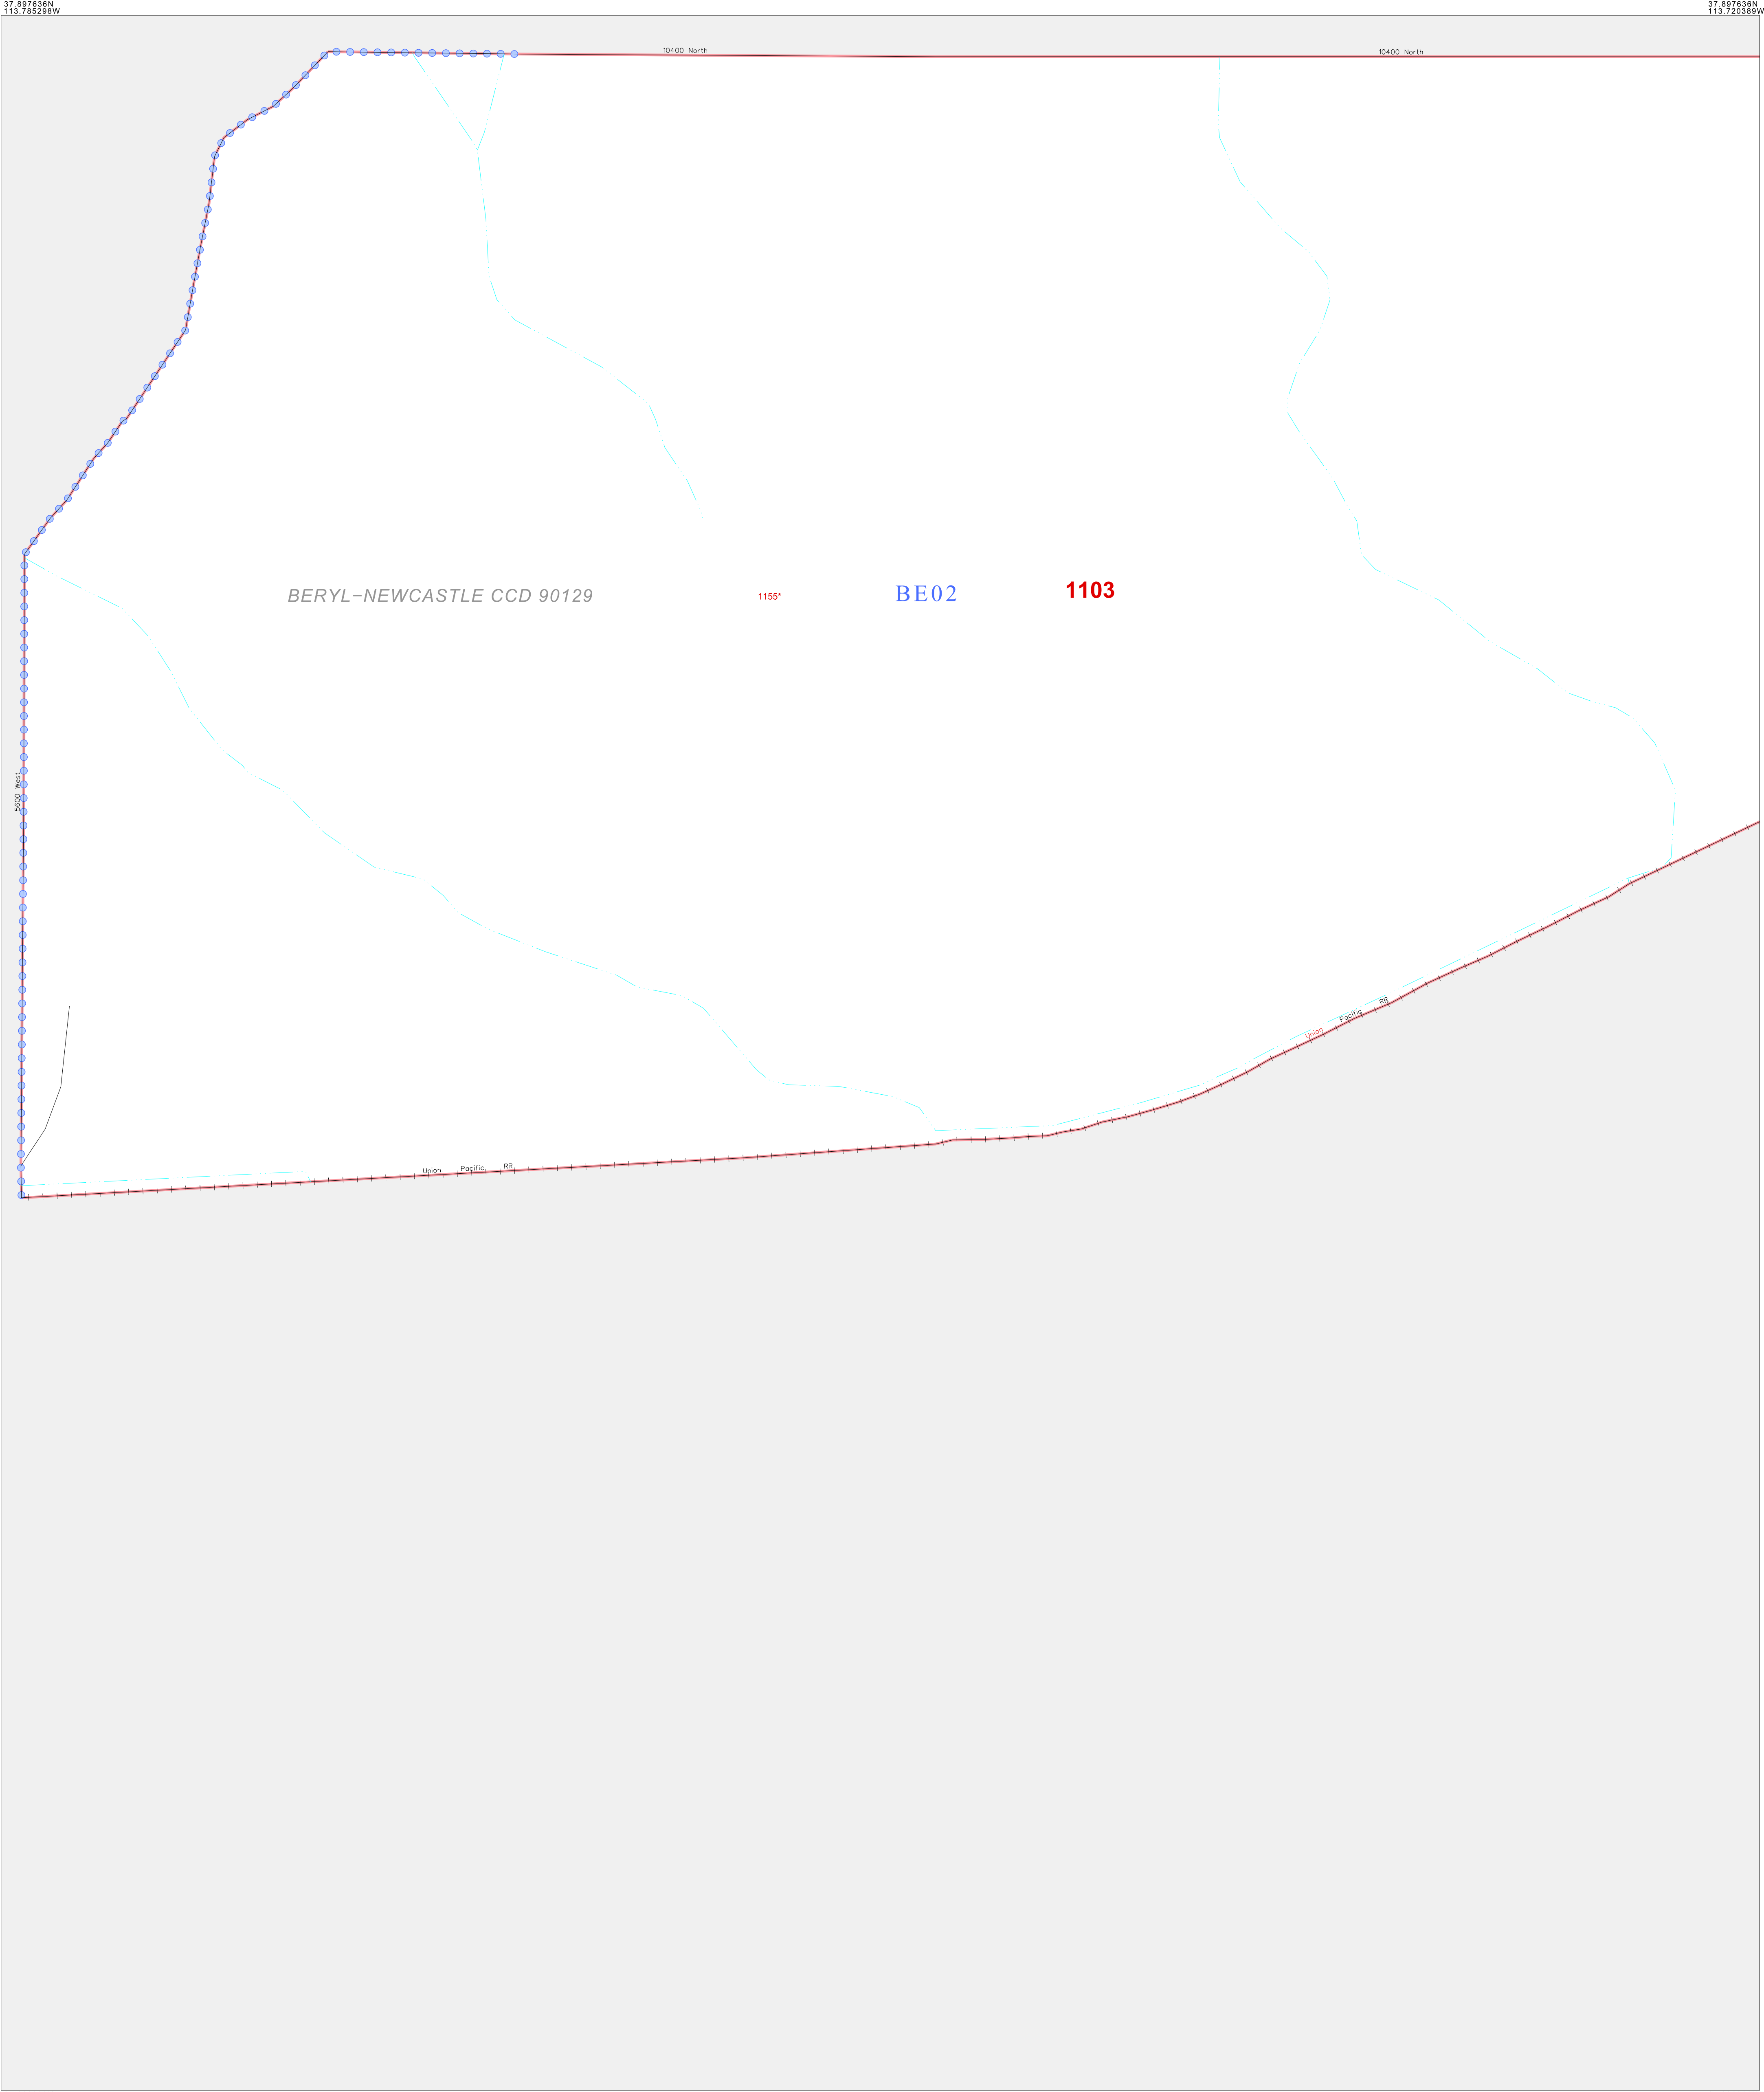 37.897636N
113.785298W
37.897636N
113.720389W
10400 North
10400 North
BERYL-NEWCASTLE CCD 90129
1155*
BE02
1103
5600 West
Union Pacific RR
Union Pacific RR